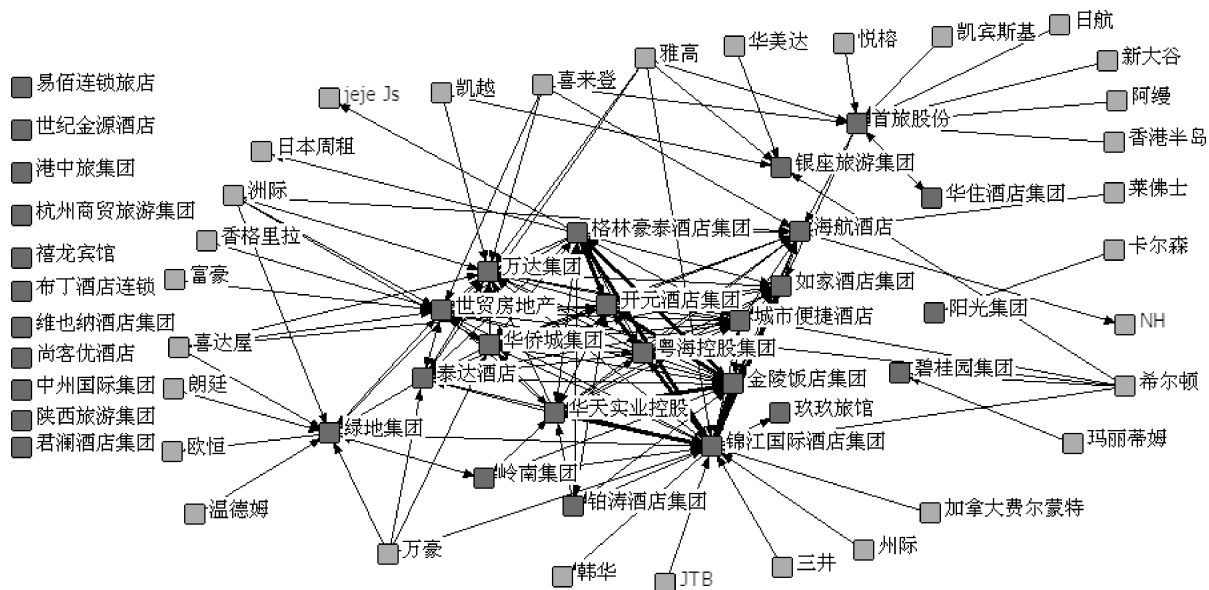 日航
凯宾斯基
悦榕
华美达
雅高
新大谷
喜来登
易佰连锁旅店
凯越
jeje Js
阿缦
首旅股份
世纪金源酒店
香港半岛
日本周租
银座旅游集团
港中旅集团
洲际
华住酒店集团
莱佛士
杭州商贸旅游集团
格林豪泰酒店集团
海航酒店
香格里拉
禧龙宾馆
卡尔森
万达集团
富豪
如家酒店集团
布丁酒店连锁
世贸房地产
开元酒店集团
阳光集团
城市便捷酒店
NH
维也纳酒店集团
喜达屋
华侨城集团
粤海控股集团
尚客优酒店
泰达酒店
金陵饭店集团
碧桂园集团
中州国际集团
朗廷
希尔顿
陕西旅游集团
华天实业控股
玖玖旅馆
绿地集团
君澜酒店集团
欧恒
锦江国际酒店集团
玛丽蒂姆
岭南集团
铂涛酒店集团
温德姆
加拿大费尔蒙特
万豪
州际
三井
韩华
JTB